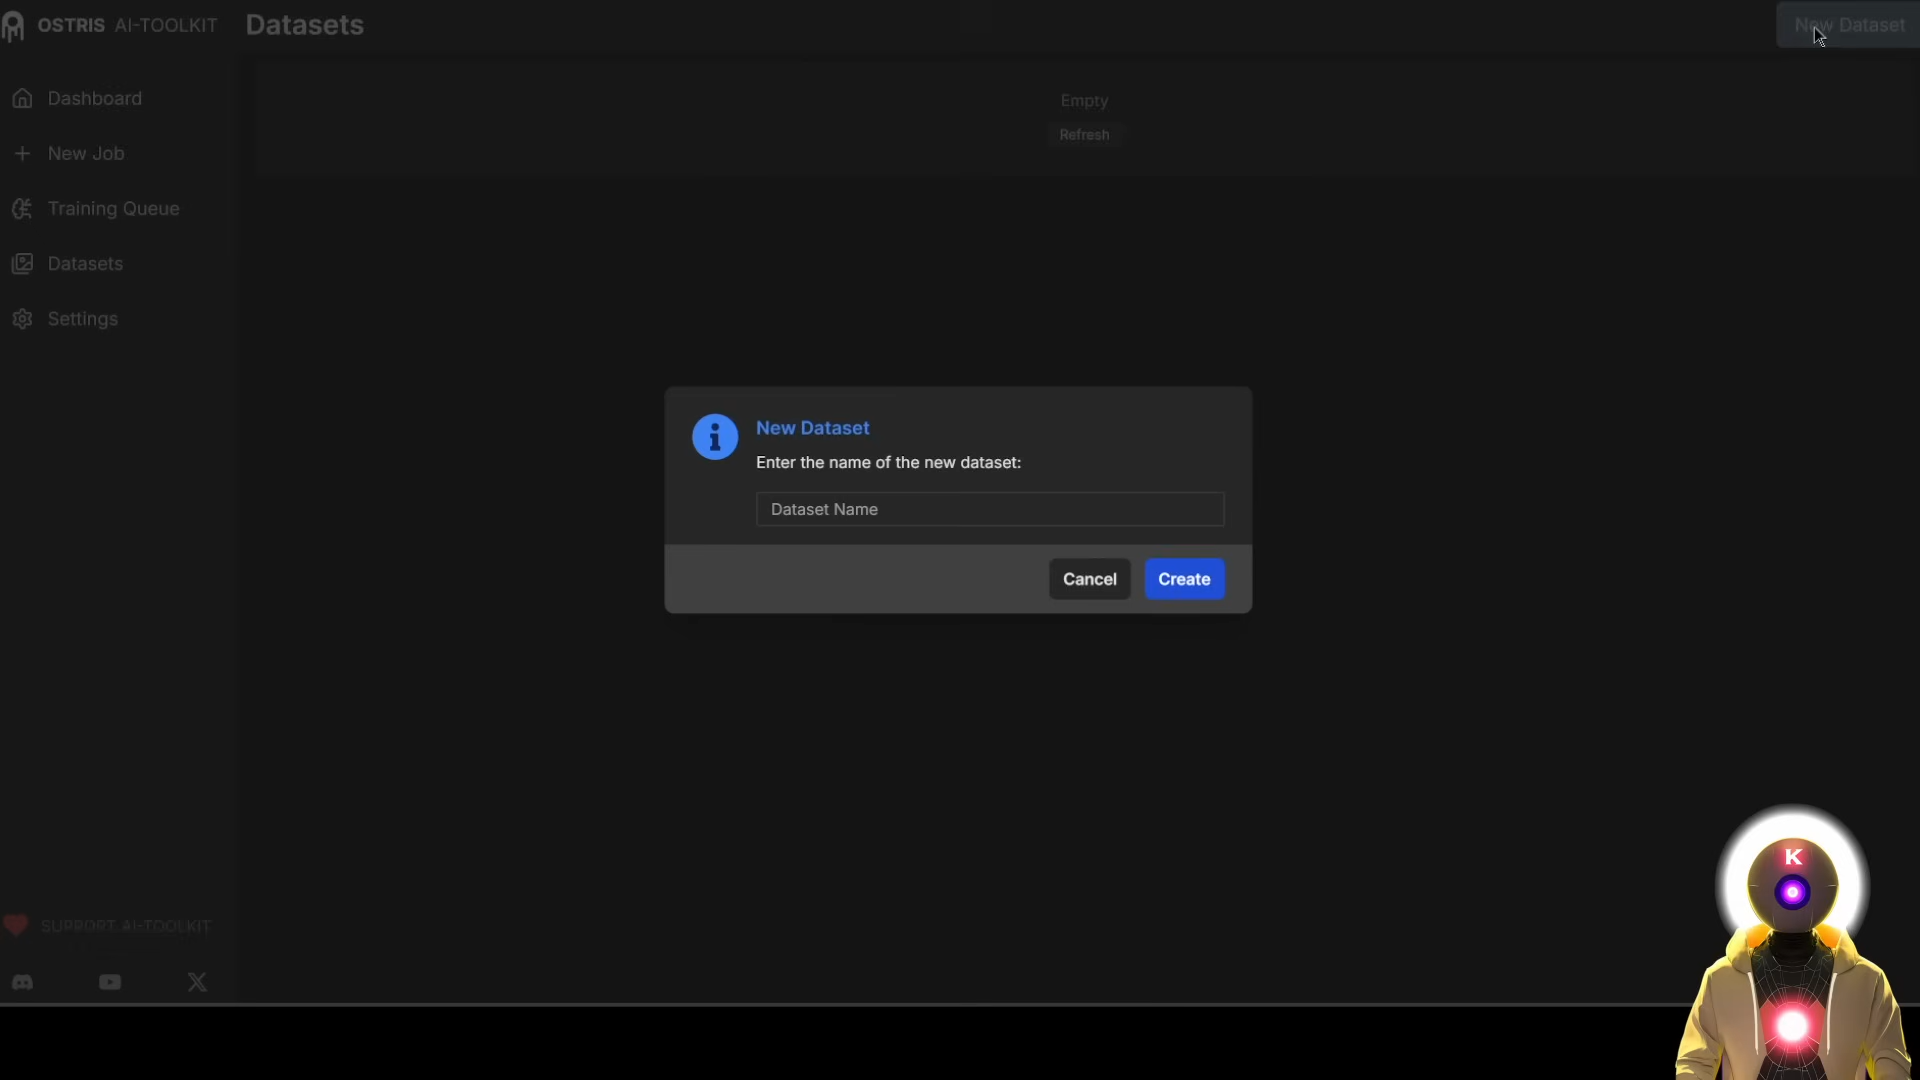 OSTRIS AI-TOOLKIT
Datasets
New Dataset
Dashboard
New Job
Training Queue
Datasets
Settings
Empty
Refresh
New Dataset
Enter the name of the new dataset:
Dataset Name
Cancel
Create
SUPPORT AI-TOOLKIT
K